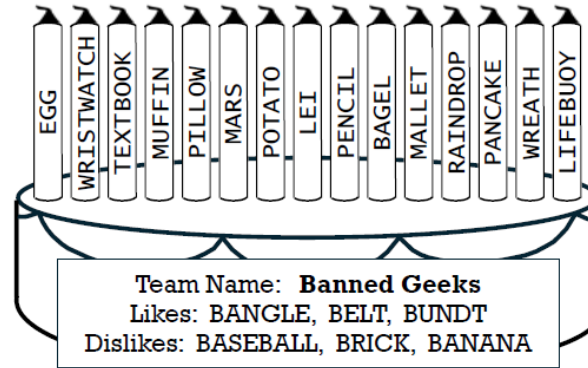 EGG
WRISTWATCH
TEXTBOOK
MUFFIN
PILLOW
MARS
POTATO
LEI
PENCIL
BAGEL
MALLET
RAINDROP
PANCAKE
WREATH
LIFEBUOY
Team Name: Banned Geeks
Likes: BANGLE, BELT, BUNDT
Dislikes: BASEBALL, BRICK, BANANA